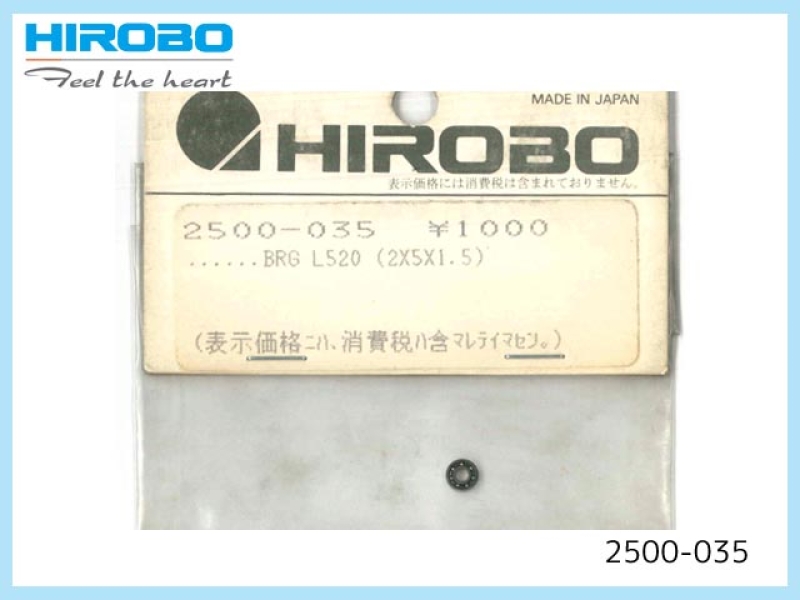 HIROBO
Feel the heart
MADE IN JAPAN
HIROBO
表示価格には消費税は含まれておりません。
2500-035 ¥1000
......BRG L520 (2X5X1.5)
(表示価格ニハ、消費税ハ含マレテイマセン。)
2500-035